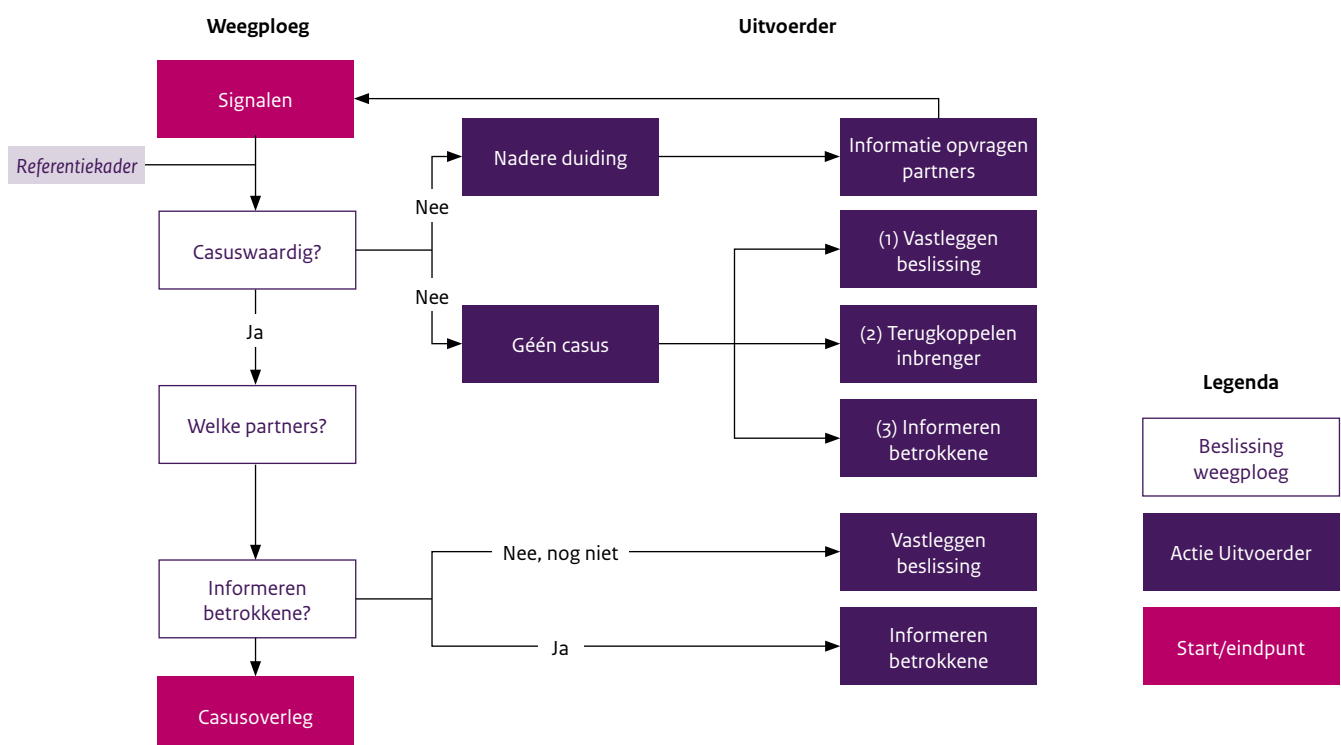 Weegploeg
Uitvoerder
Signalen
Referentiekader
Nadere duiding
Informatie opvragen
partners
Nee
Casuswaardig?
(1) Vastleggen
beslissing
Nee
Ja
Géén casus
(2) Terugkoppelen
inbrenger
Welke partners?
(3) Informeren
betrokkene
Nee, nog niet
Vastleggen
beslissing
Informeren
betrokkene?
Ja
Informeren
betrokkene
Casusoverleg
Legenda
Beslissing
weegploeg
Actie Uitvoerder
Start/eindpunt